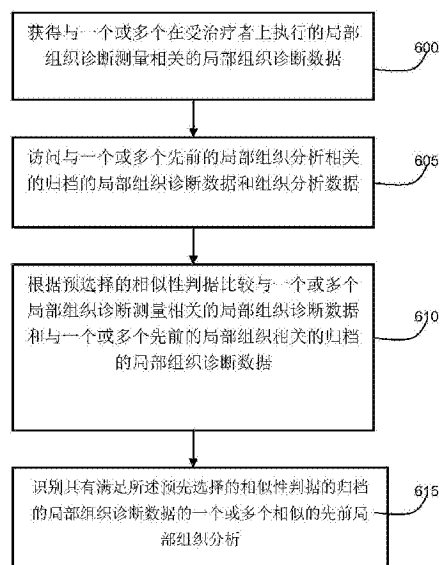 获得与一个或多个在受治疗者上执行的局部
组织诊断测量相关的局部组织诊断数据
600
访问与一个或多个先前的局部组织分析相关
的归档的局部组织诊断数据和组织分析数据
605
根据预选择的相似性判据比较与一个或多个
局部组织诊断测量相关的局部组织诊断数据
和与一个或多个先前的局部组织相关的归档
的局部组织诊断数据
610
识别具有满足所述预先选择的相似性判据的归档
的局部组织诊断数据的一个或多个相似的先前局
部组织分析
615